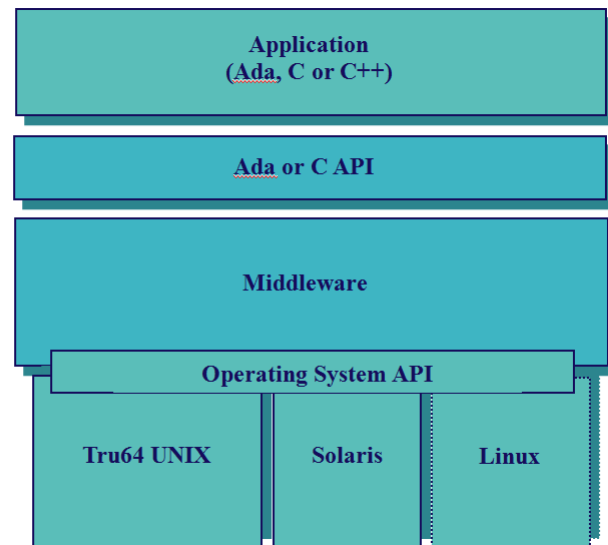 Application
(Ada, C or C++)
Ada or C API
Middleware
Operating System API
Tru64 UNIX
Solaris
Linux